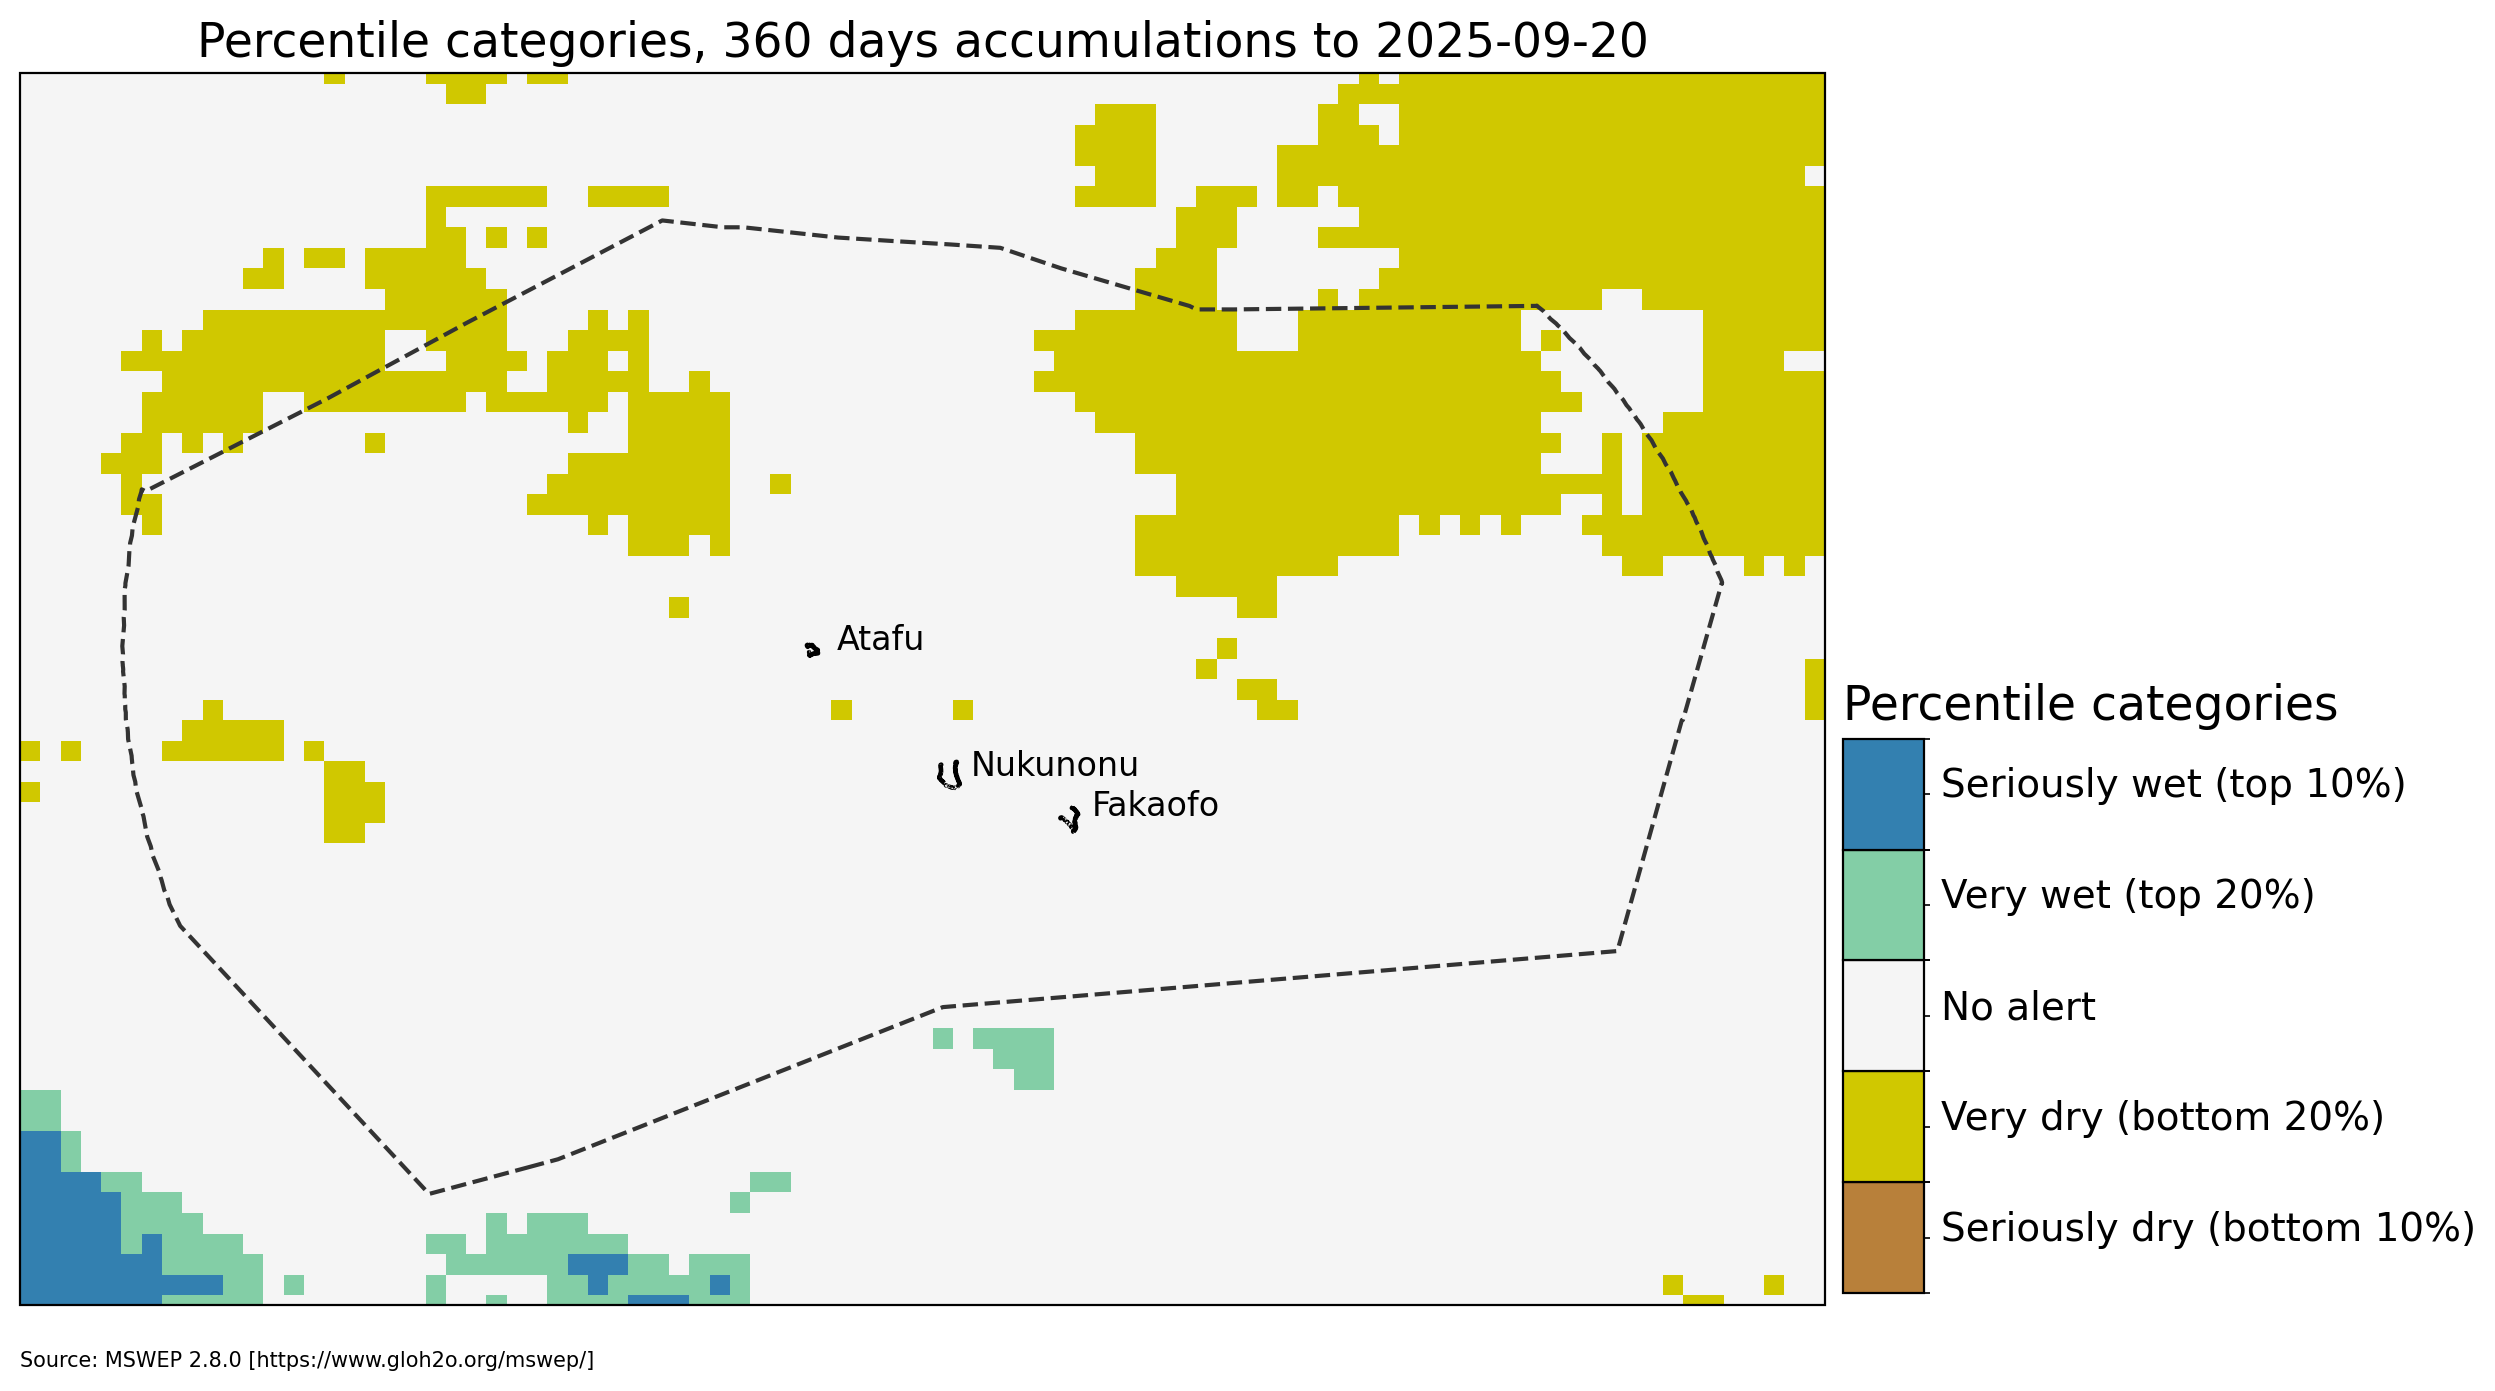 Percentile categories, 360 days accumulations to 2025-09-20
Atafu
Nukunonu
Fakaofo
Percentile categories
Seriously wet (top 10%)
Very wet (top 20%)
No alert
Very dry (bottom 20%)
Seriously dry (bottom 10%)
Source: MSWEP 2.8.0 [https://www.gloh2o.org/mswep/]